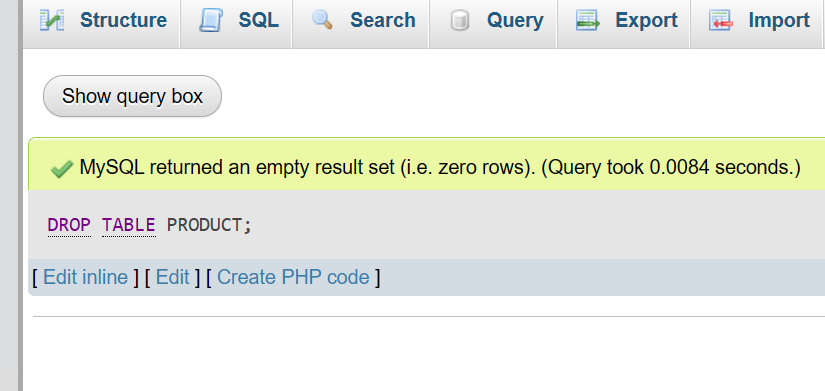 Structure SQL Search Query Export Import
Show query box
MySQL returned an empty result set (i.e. zero rows). (Query took 0.0084 seconds.)
DROP TABLE PRODUCT;
[ Edit inline ] [ Edit ] [ Create PHP code ]